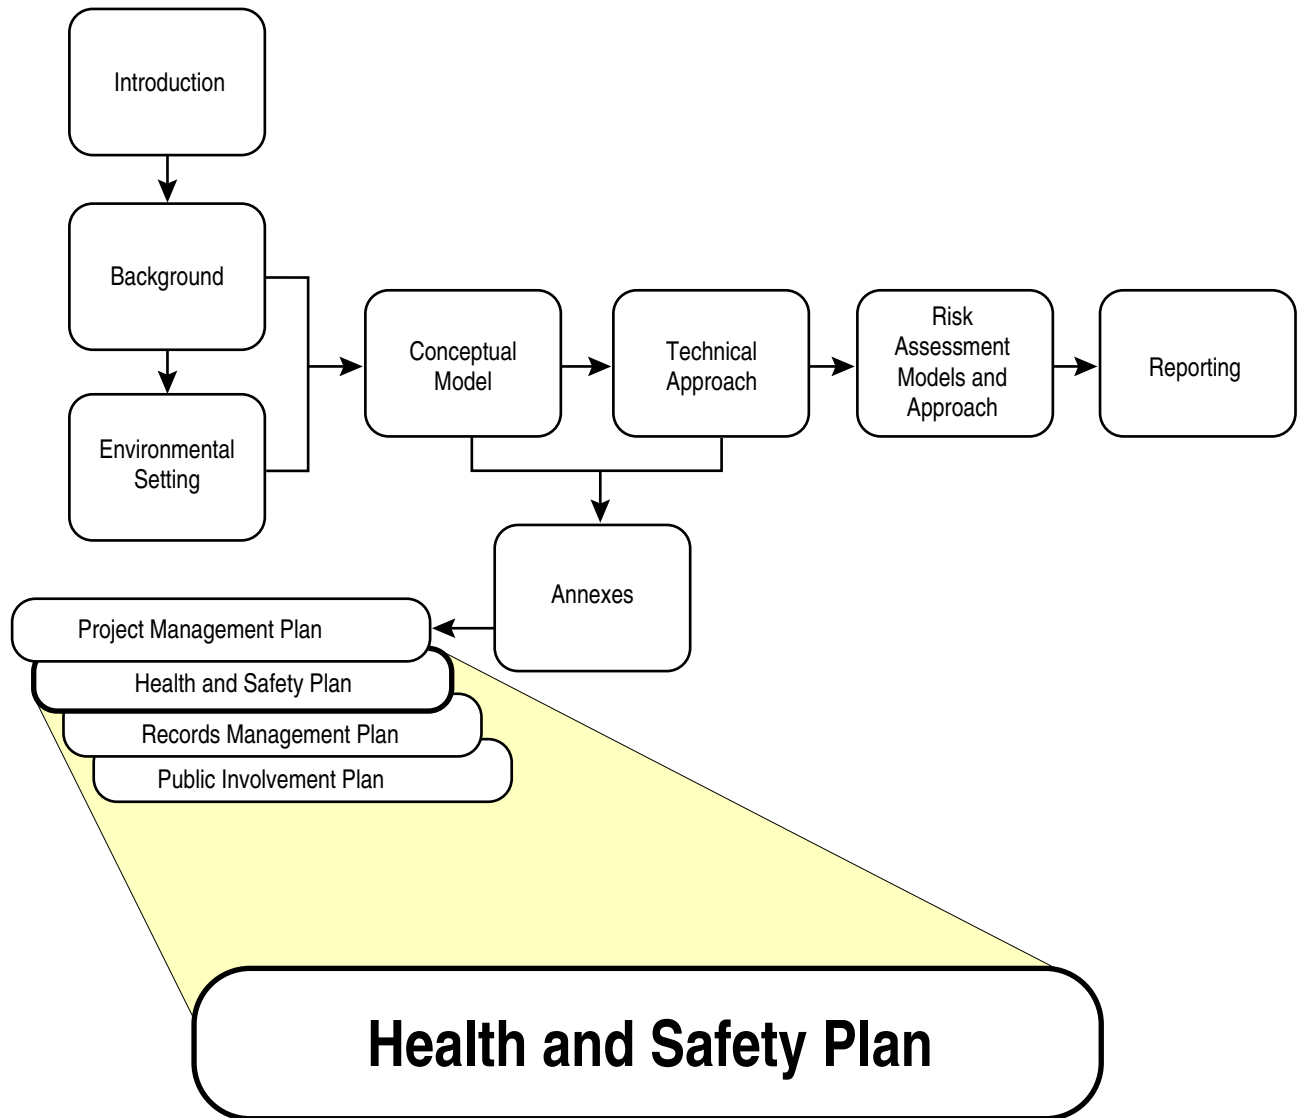 Introduction
Background
Environmental
Setting
Conceptual
Model
Technical
Approach
Risk
Assessment
Models and
Approach
Reporting
Annexes
Project Management Plan
Health and Safety Plan
Records Management Plan
Public Involvement Plan
Health and Safety Plan